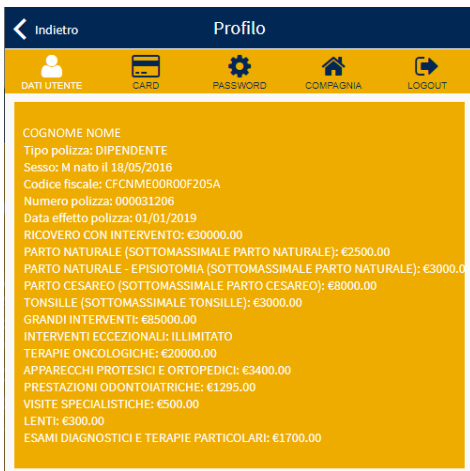 Indietro
Profilo
DATI UTENTE
CARD
PASSWORD
COMPAGNIA
LOGOUT
COGNOME NOME
Tipo polizza: DIPENDENTE
Sesso: M nato il 18/05/2016
Codice fiscale: CFCNME00R00F205A
Numero polizza: 000031206
Data effetto polizza: 01/01/2019
RICOVERO CON INTERVENTO: €30000.00
PARTO NATURALE (SOTTOMASSIMALE PARTO NATURALE): €2500.00
PARTO NATURALE - EPISIOTOMIA (SOTTOMASSIMALE PARTO NATURALE): €3000.0
PARTO CESAREO (SOTTOMASSIMALE PARTO CESAREO): €8000.00
TONSILLE (SOTTOMASSIMALE TONSILLE): €3000.00
GRANDI INTERVENTI: €85000.00
INTERVENTI ECCEZIONALI: ILLIMITATO
TERAPIE ONCOLOGICHE: €20000.00
APPARECCHI PROTESICI E ORTOPEDICI: €3400.00
PRESTAZIONI ODONTOIATRICHE: €1295.00
VISITE SPECIALISTICHE: €500.00
LENTI: €300.00
ESAMI DIAGNOSTICI E TERAPIE PARTICOLARI: €1700.00